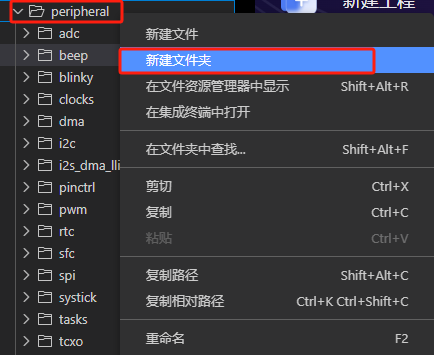 peripheral
adc
beep
blinky
clocks
dma
i2c
i2s_dma_lli
pinctrl
pwm
rtc
sfc
spi
systick
tasks
tcxo
新建工程
新建文件
新建文件夹
在文件资源管理器中显示 Shift+Alt+R
在集成终端中打开
在文件夹中查找... Shift+Alt+F
剪切 Ctrl+X
复制 Ctrl+C
粘贴 Ctrl+V
复制路径 Shift+Alt+C
复制相对路径 Ctrl+K Ctrl+Shift+C
重命名 F2